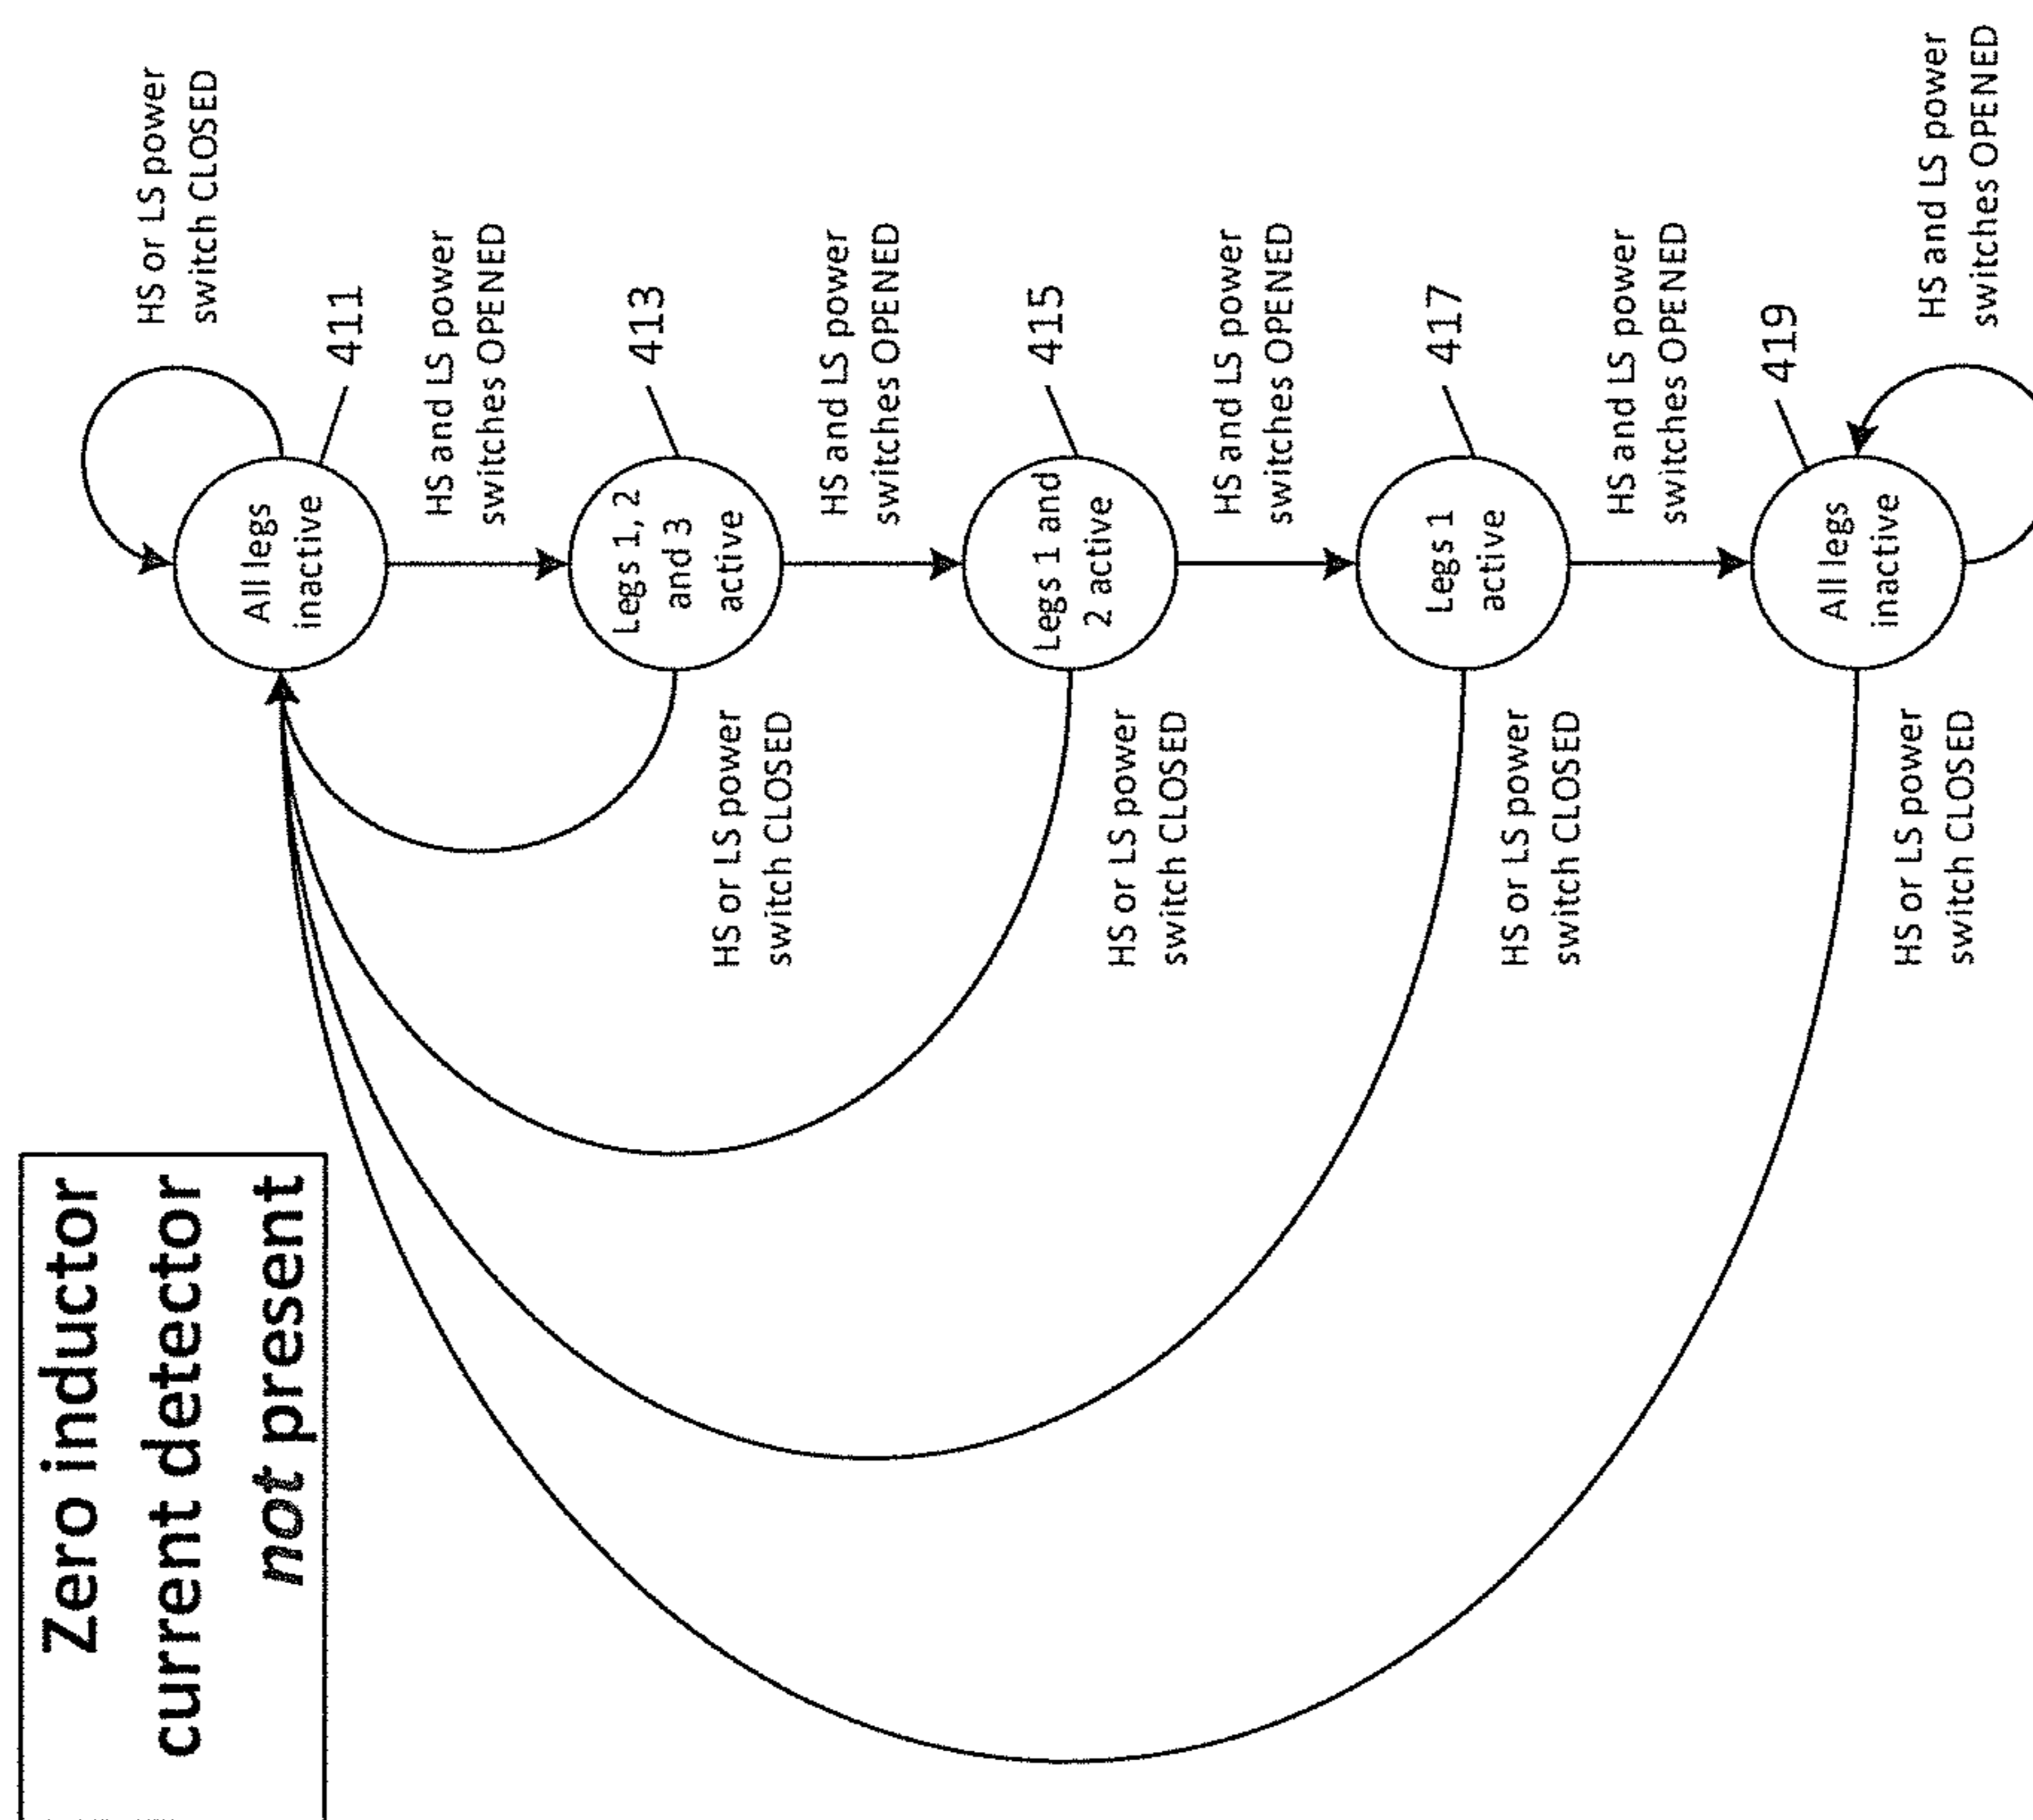 Zero inductor
current detector
not present
HS or LS power
switch CLOSED
All legs
inactive
411
HS and LS power
switches OPENED
Legs 1, 2
and 3
active
413
HS or LS power
switch CLOSED
HS and LS power
switches OPENED
Legs 1 and
2 active
415
HS or LS power
switch CLOSED
HS and LS power
switches OPENED
Legs 1
active
417
HS or LS power
switch CLOSED
HS and LS power
switches OPENED
All legs
inactive
419
HS or LS power
switch CLOSED
HS and LS power
switches OPENED